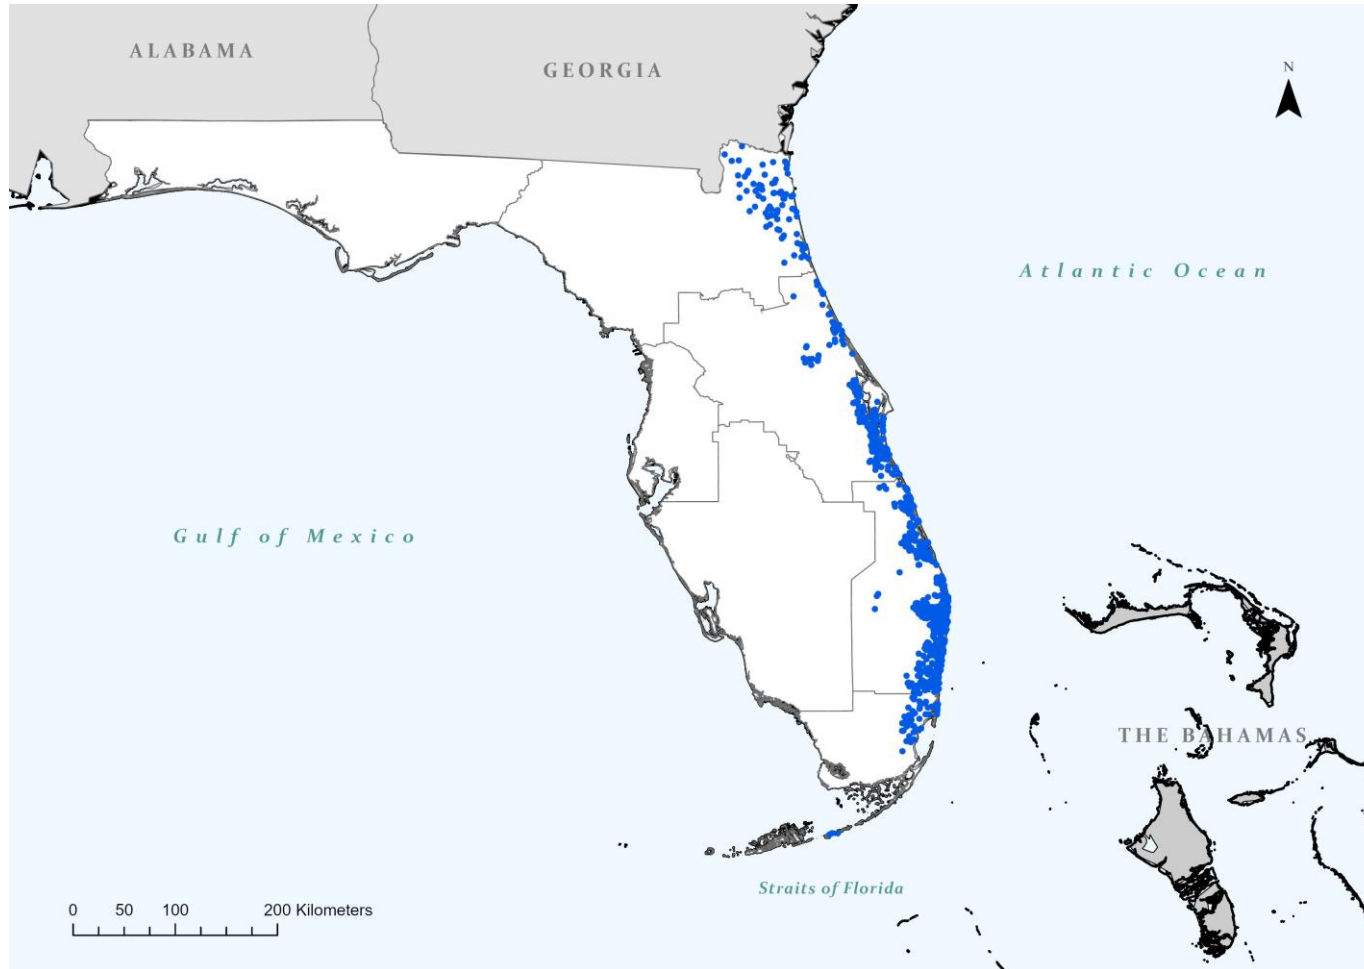 ALABAMA
GEORGIA
N
Atlantic Ocean
Gulf of Mexico
THE BAHAMAS
Straits of Florida
0 50 100 200 Kilometers